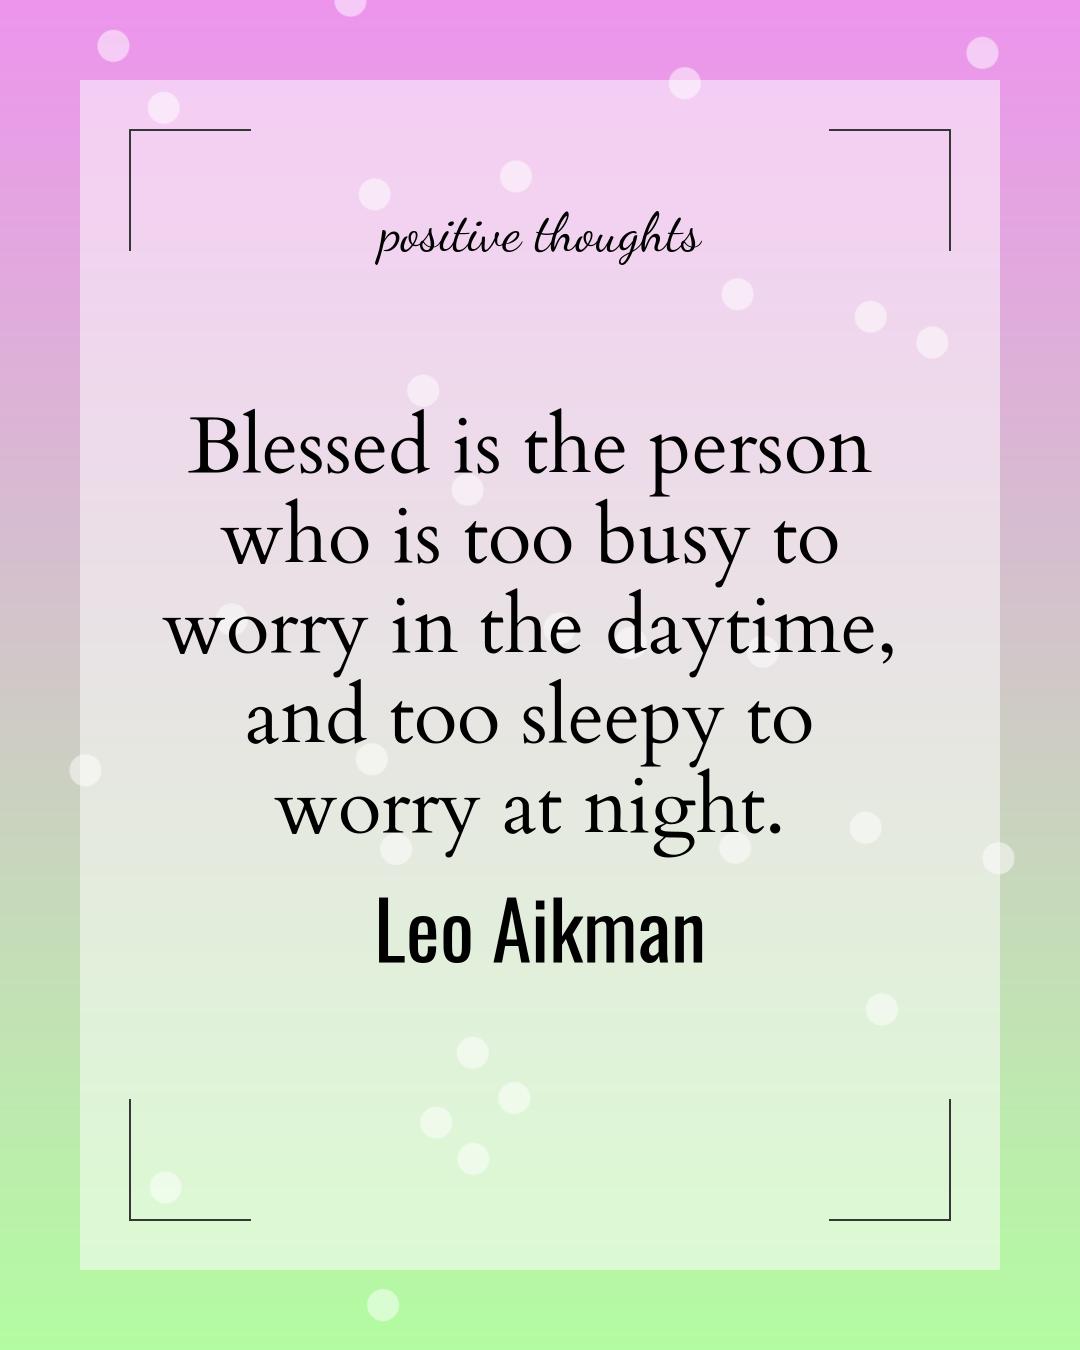 positive thoughts
Blessed is the person
who is too busy to
worry in the daytime,
and too sleepy to
worry at night.
Leo Aikman